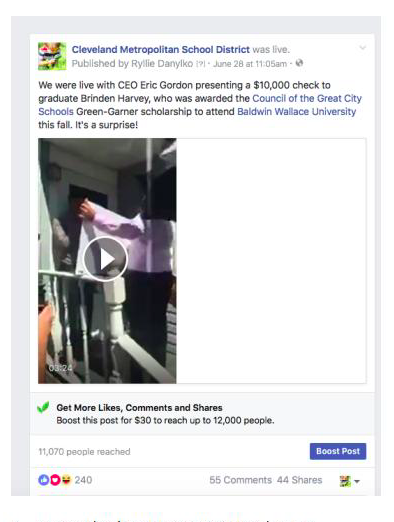 Cleveland Metropolitan School District was live.
Published by Ryllie Danylko [?] · June 28 at 11:05am ·
We were live with CEO Eric Gordon presenting a $10,000 check to
graduate Brinden Harvey, who was awarded the Council of the Great City
Schools Green-Garner scholarship to attend Baldwin Wallace University
this fall. It's a surprise!
03:24
Get More Likes, Comments and Shares
Boost this post for $30 to reach up to 12,000 people.
11,070 people reached
Boost Post
240
55 Comments 44 Shares